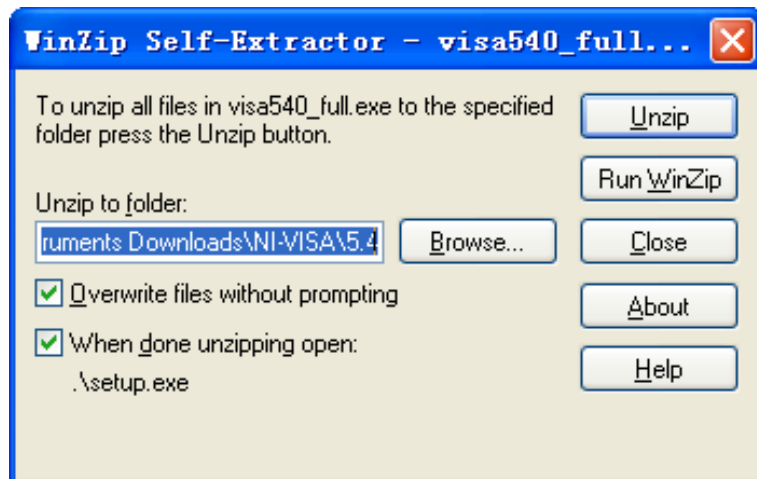 WinZip Self-Extractor - visa540_full...
To unzip all files in visa540_full.exe to the specified
folder press the Unzip button.
Unzip
Run WinZip
Unzip to folder:
ruments Downloads\NI-VISA\5.4
Browse...
Close
Overwrite files without prompting
About
When done unzipping open:
.\setup.exe
Help